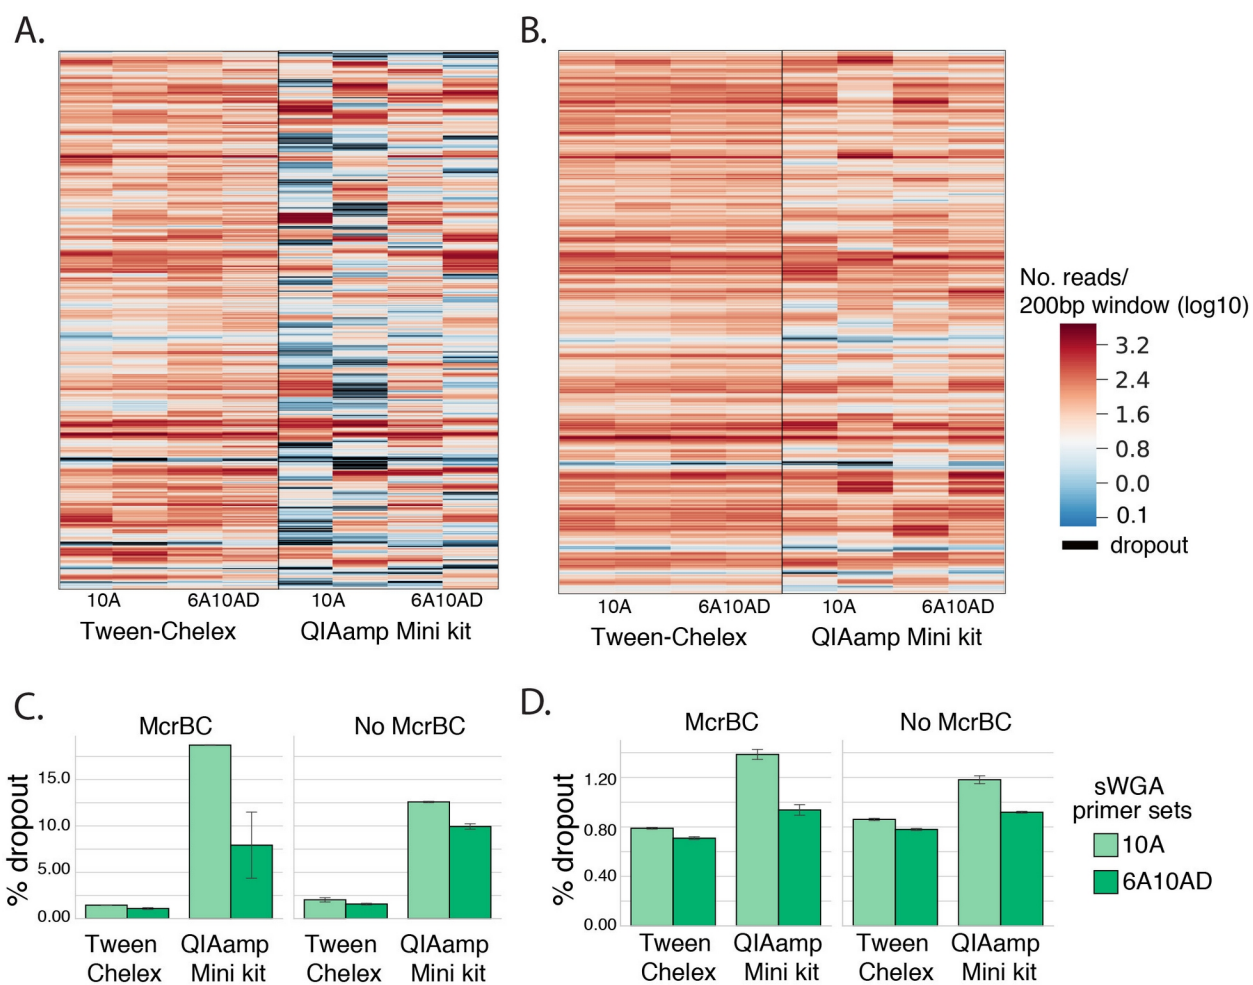 A.
B.
10A 6A10AD 10A 6A10AD
Tween-Chelex QIAamp Mini kit
10A 6A10AD 10A 6A10AD
Tween-Chelex QIAamp Mini kit
No. reads/
200bp window (log10)
3.2
2.4
1.6
0.8
0.0
0.1
dropout
C.
McrBC No McrBC
% dropout
15.0
10.0
5.00
0.00
Tween QIAamp Tween QIAamp
Chelex Mini kit Chelex Mini kit
D.
McrBC No McrBC
% dropout
1.20
0.80
0.40
0.00
Tween QIAamp Tween QIAamp
Chelex Mini kit Chelex Mini kit
sWGA
primer sets
10A
6A10AD